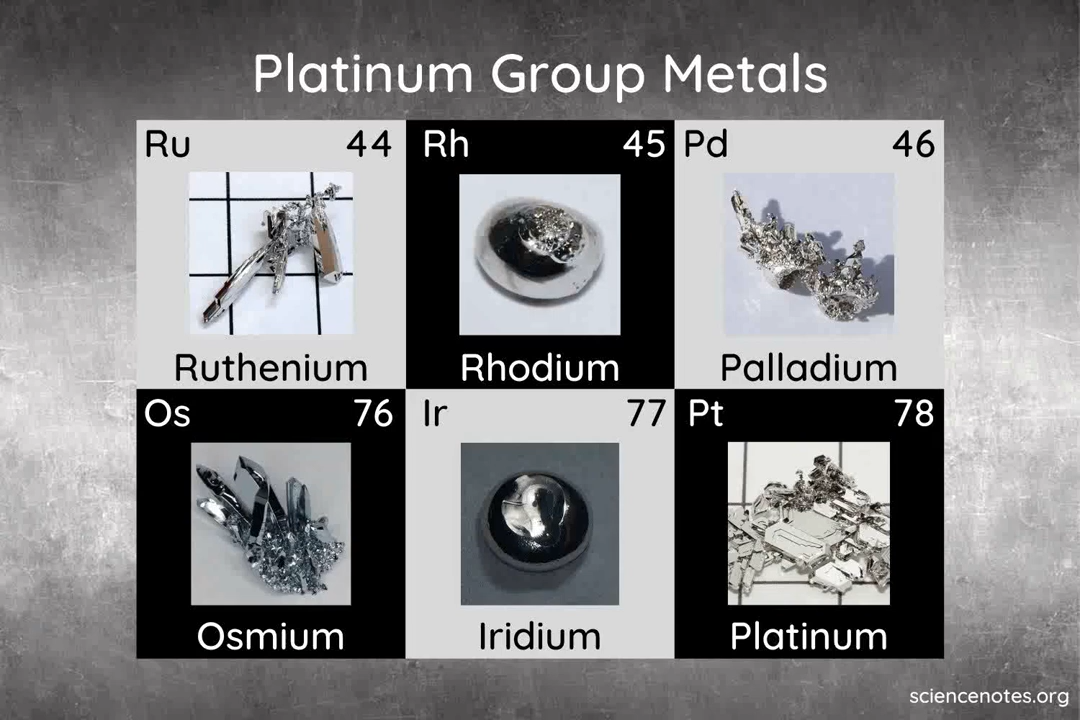 Platinum Group Metals
Ru 44
Rh 45
Pd 46
Ruthenium
Rhodium
Palladium
Os 76
Ir 77
Pt 78
Osmium
Iridium
Platinum
sciencenotes.org